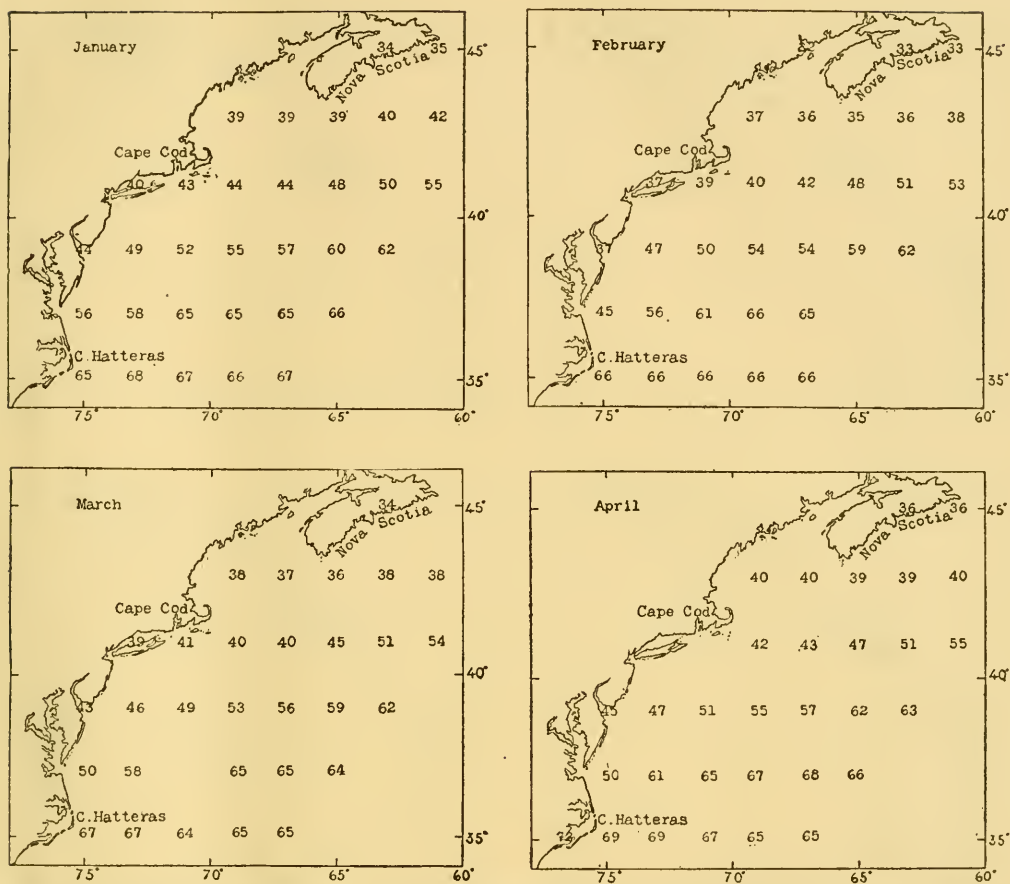 January
34 35
45°
Nova Scotia
39 39 39 40 42
Cape Cod
40 43 44 44 48 50 55
40°
44 49 52 55 57 60 62
56 58 65 65 65 66
C.Hatteras
65 68 67 66 67
35°
75° 70° 65° 60°
February
33 33
45°
Nova Scotia
37 36 35 36 38
Cape Cod
37 39 40 42 48 51 53
40°
37 47 50 54 54 59 62
45 56 61 66 65
C.Hatteras
66 66 66 66 66
35°
75° 70° 65° 60°
March
34
45°
Nova Scotia
38 37 36 38 38
Cape Cod
39 41 40 40 45 51 54
40°
43 46 49 53 56 59 62
50 58 65 65 64
C.Hatteras
67 67 64 65 65
35°
75° 70° 65° 60°
April
36 36
45°
Nova Scotia
40 40 39 39 40
Cape Cod
42 43 47 51 55
40°
45 47 51 55 57 62 63
50 61 65 67 68 66
C.Hatteras
72 69 69 67 65 65
35°
75° 70° 65° 60°